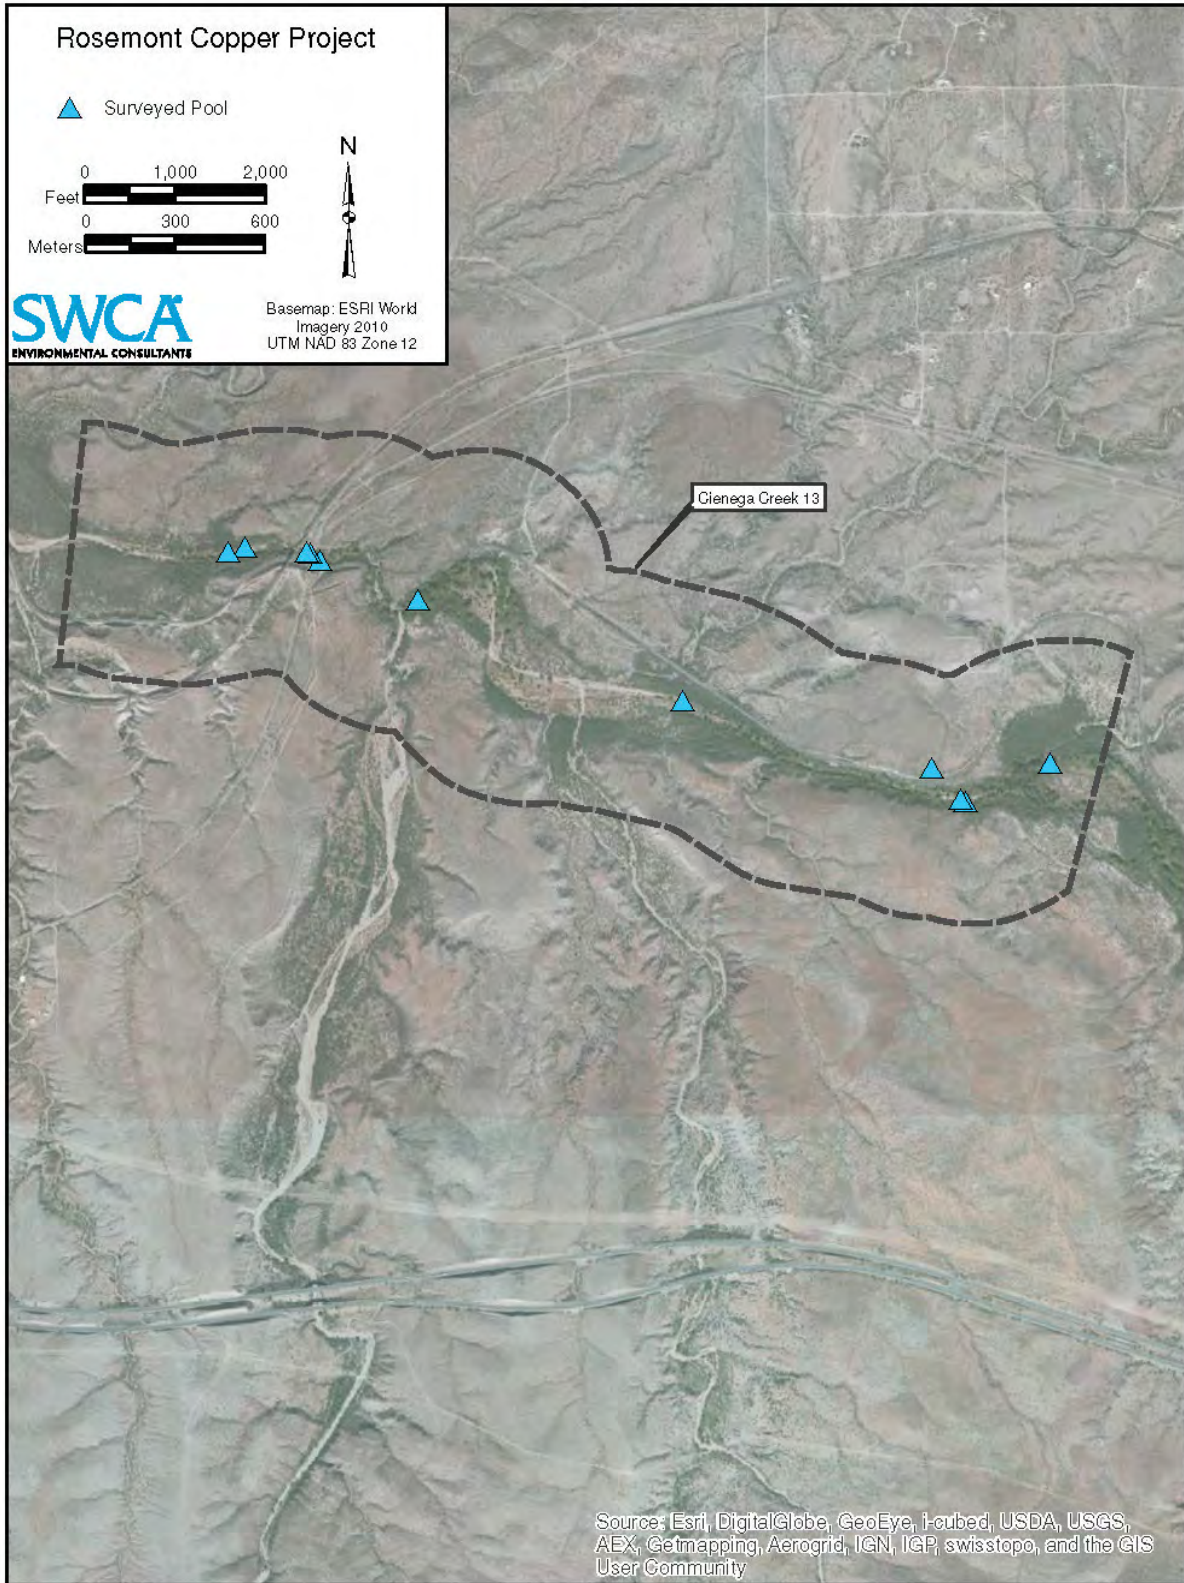 Rosemont Copper Project
Surveyed Pool
N
0 1,000 2,000
Feet
0 300 600
Meters
SWCA
ENVIRONMENTAL CONSULTANTS
Basemap: ESRI World
Imagery 2010
UTM NAD 83 Zone 12
Cienega Creek 13
Source: Esri, DigitalGlobe, GeoEye, i-cubed, USDA, USGS,
AEX, Getmapping, Aerogrid, IGN, IGP, swisstopo, and the GIS
User Community